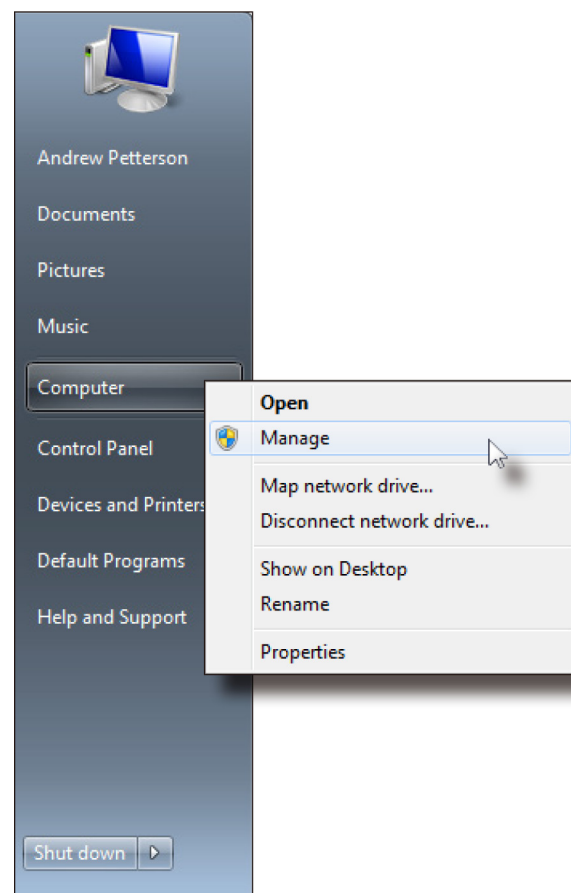 Andrew Petterson
Documents
Pictures
Music
Computer
Control Panel
Devices and Printers
Default Programs
Help and Support
Shut down
Open
Manage
Map network drive...
Disconnect network drive...
Show on Desktop
Rename
Properties